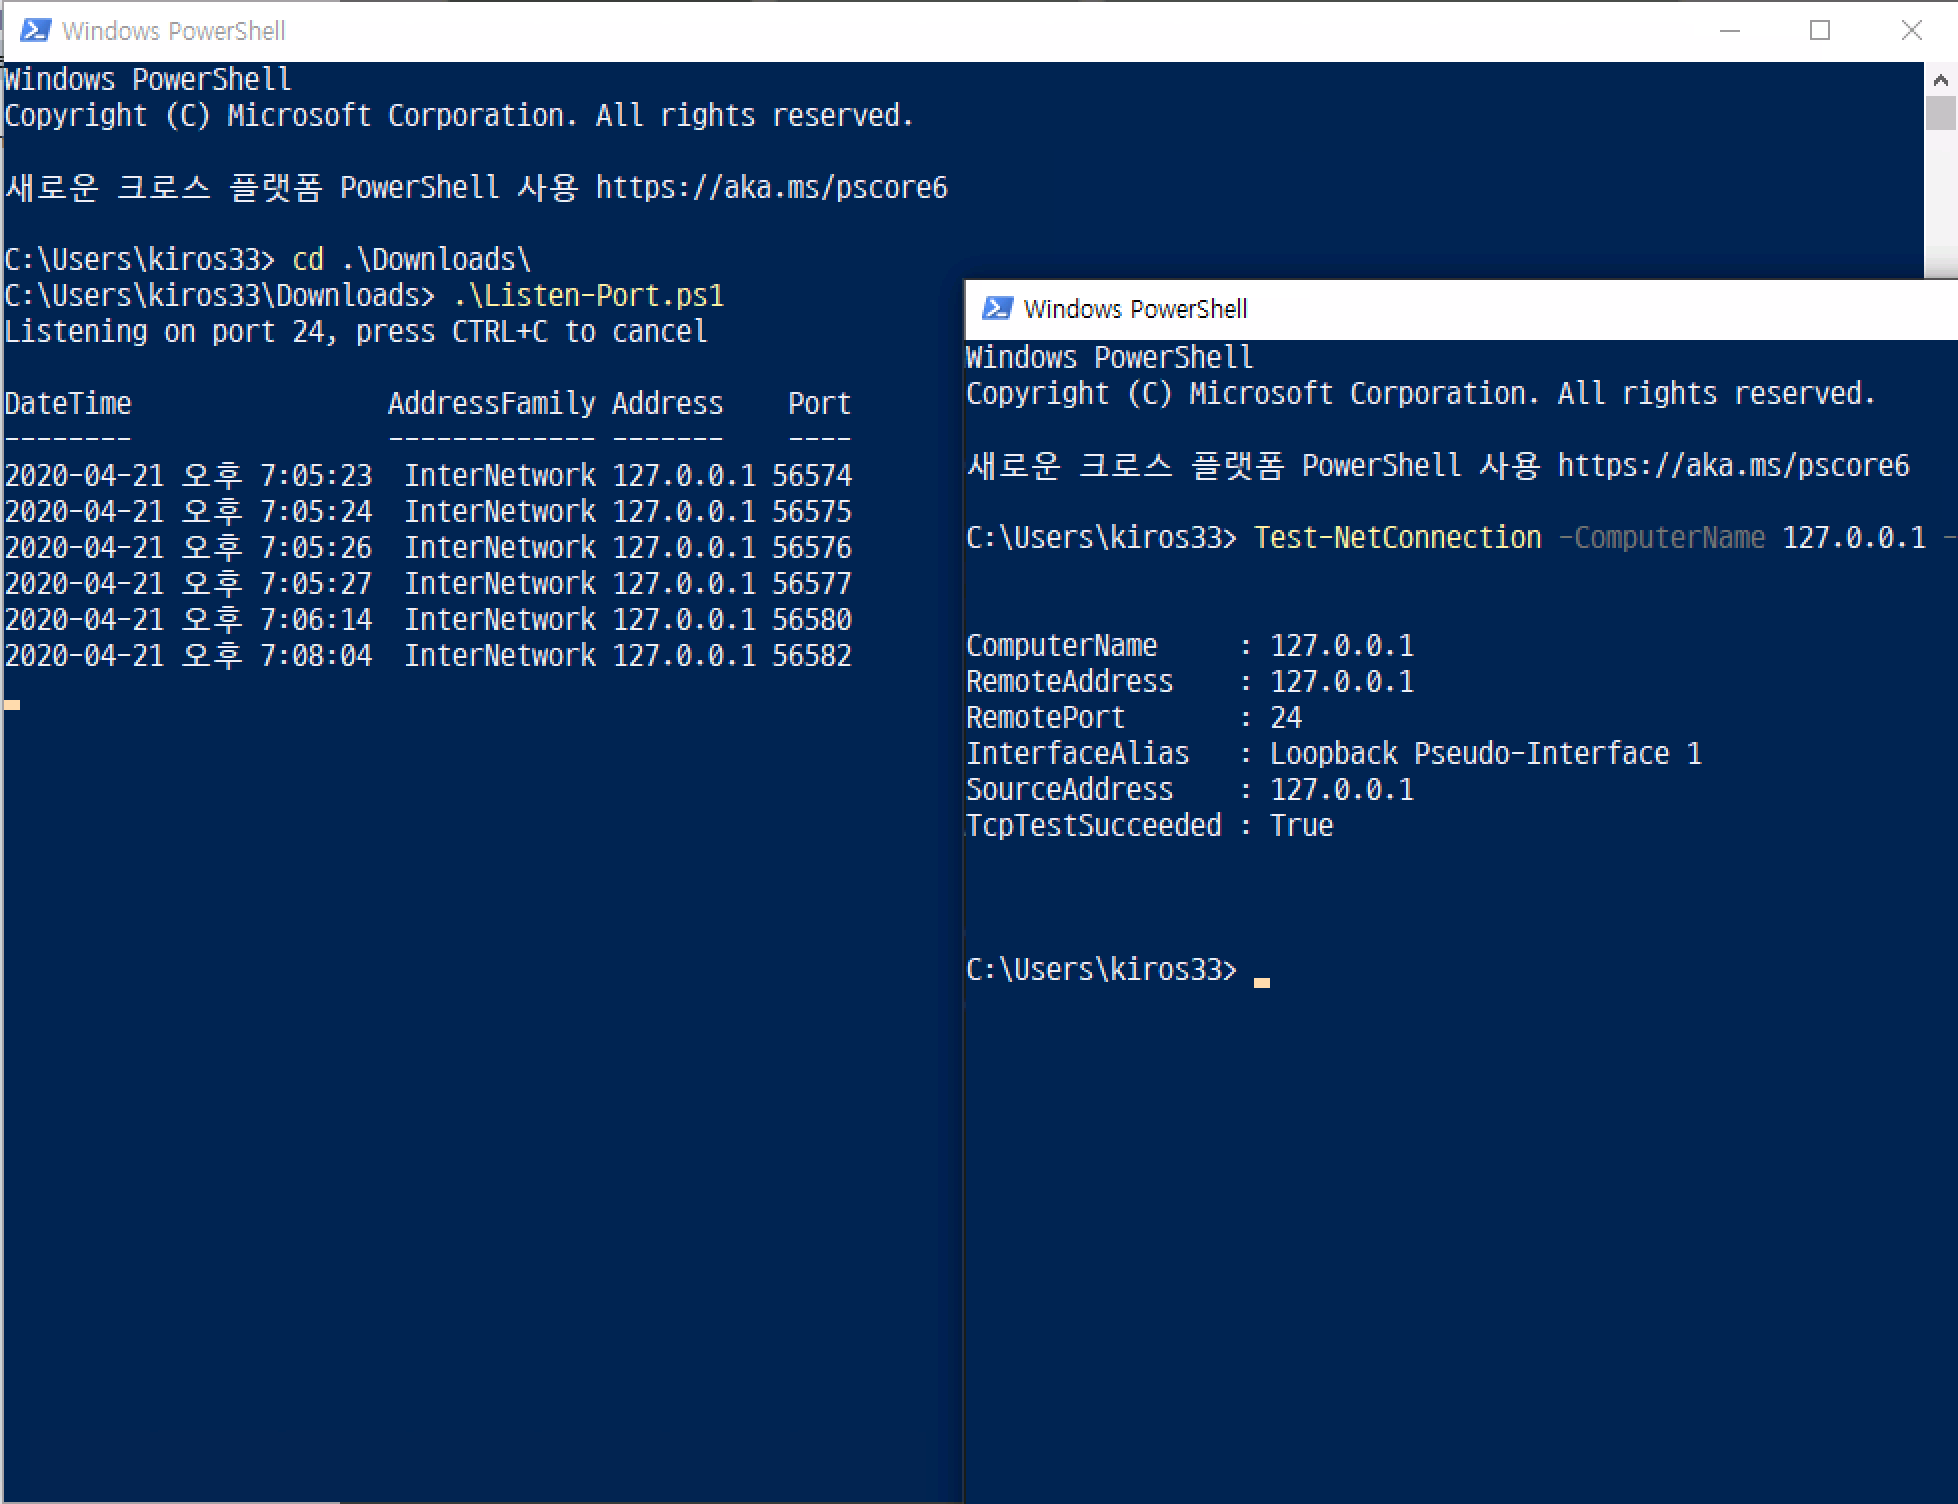 Windows PowerShell
Windows PowerShell
Copyright (C) Microsoft Corporation. All rights reserved.
새로운 크로스 플랫폼 PowerShell 사용 https://aka.ms/pscore6
C:\Users\kiros33> cd .\Downloads\
C:\Users\kiros33\Downloads> .\Listen-Port.ps1
Listening on port 24, press CTRL+C to cancel
DateTime AddressFamily Address Port
-------- ------------- ------- ----
2020-04-21 오후 7:05:23 InterNetwork 127.0.0.1 56574
2020-04-21 오후 7:05:24 InterNetwork 127.0.0.1 56575
2020-04-21 오후 7:05:26 InterNetwork 127.0.0.1 56576
2020-04-21 오후 7:05:27 InterNetwork 127.0.0.1 56577
2020-04-21 오후 7:06:14 InterNetwork 127.0.0.1 56580
2020-04-21 오후 7:08:04 InterNetwork 127.0.0.1 56582
Windows PowerShell
Windows PowerShell
Copyright (C) Microsoft Corporation. All rights reserved.
새로운 크로스 플랫폼 PowerShell 사용 https://aka.ms/pscore6
C:\Users\kiros33> Test-NetConnection -ComputerName 127.0.0.1 -
ComputerName : 127.0.0.1
RemoteAddress : 127.0.0.1
RemotePort : 24
InterfaceAlias : Loopback Pseudo-Interface 1
SourceAddress : 127.0.0.1
TcpTestSucceeded : True
C:\Users\kiros33>